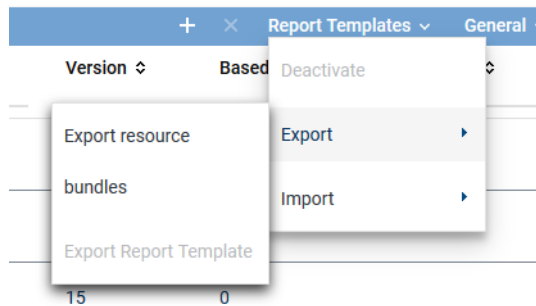 + × Report Templates General
Version Based
Deactivate
Export resource
bundles
Export
Export Report Template
Import
15 0